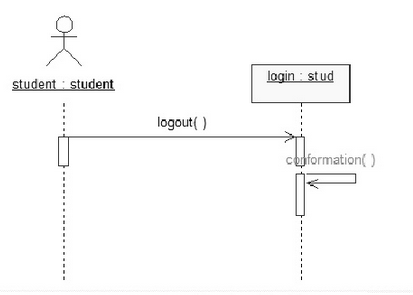 student : student
login : stud
logout( )
conformation( )